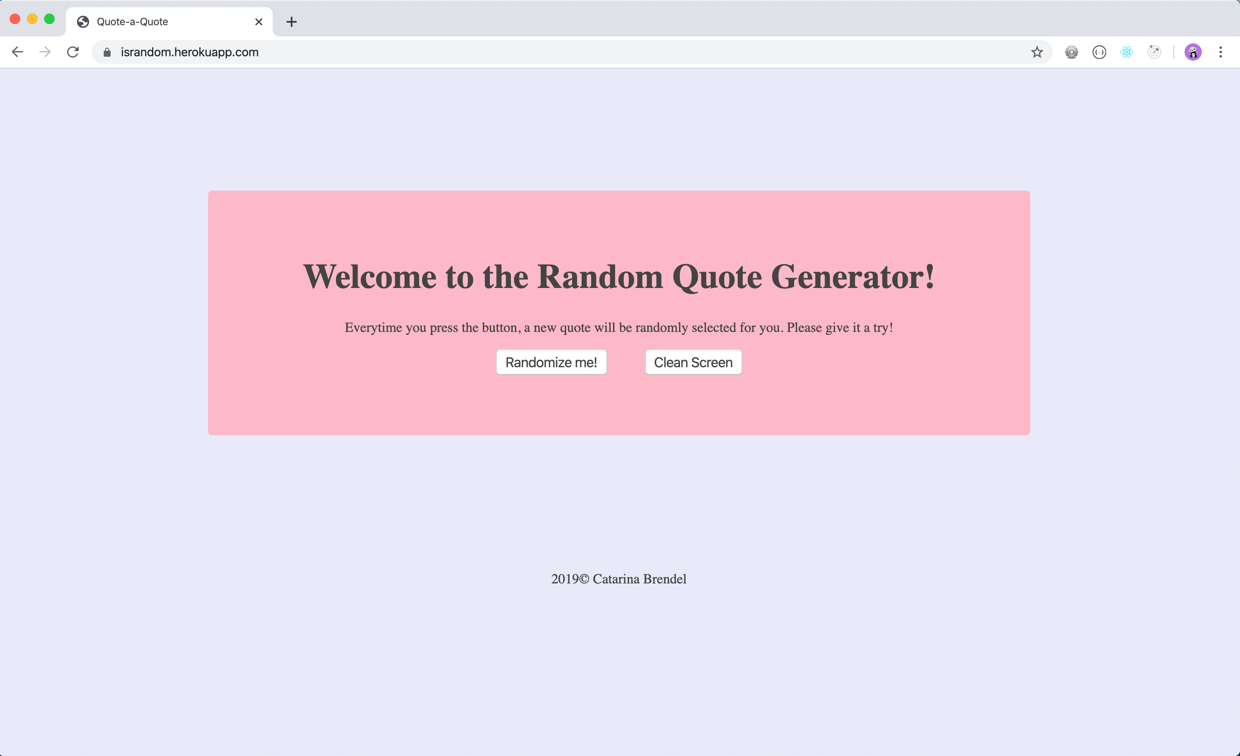 Quote-a-Quote
israndom.herokuapp.com
Welcome to the Random Quote Generator!
Everytime you press the button, a new quote will be randomly selected for you. Please give it a try!
Randomize me! Clean Screen
2019© Catarina Brendel